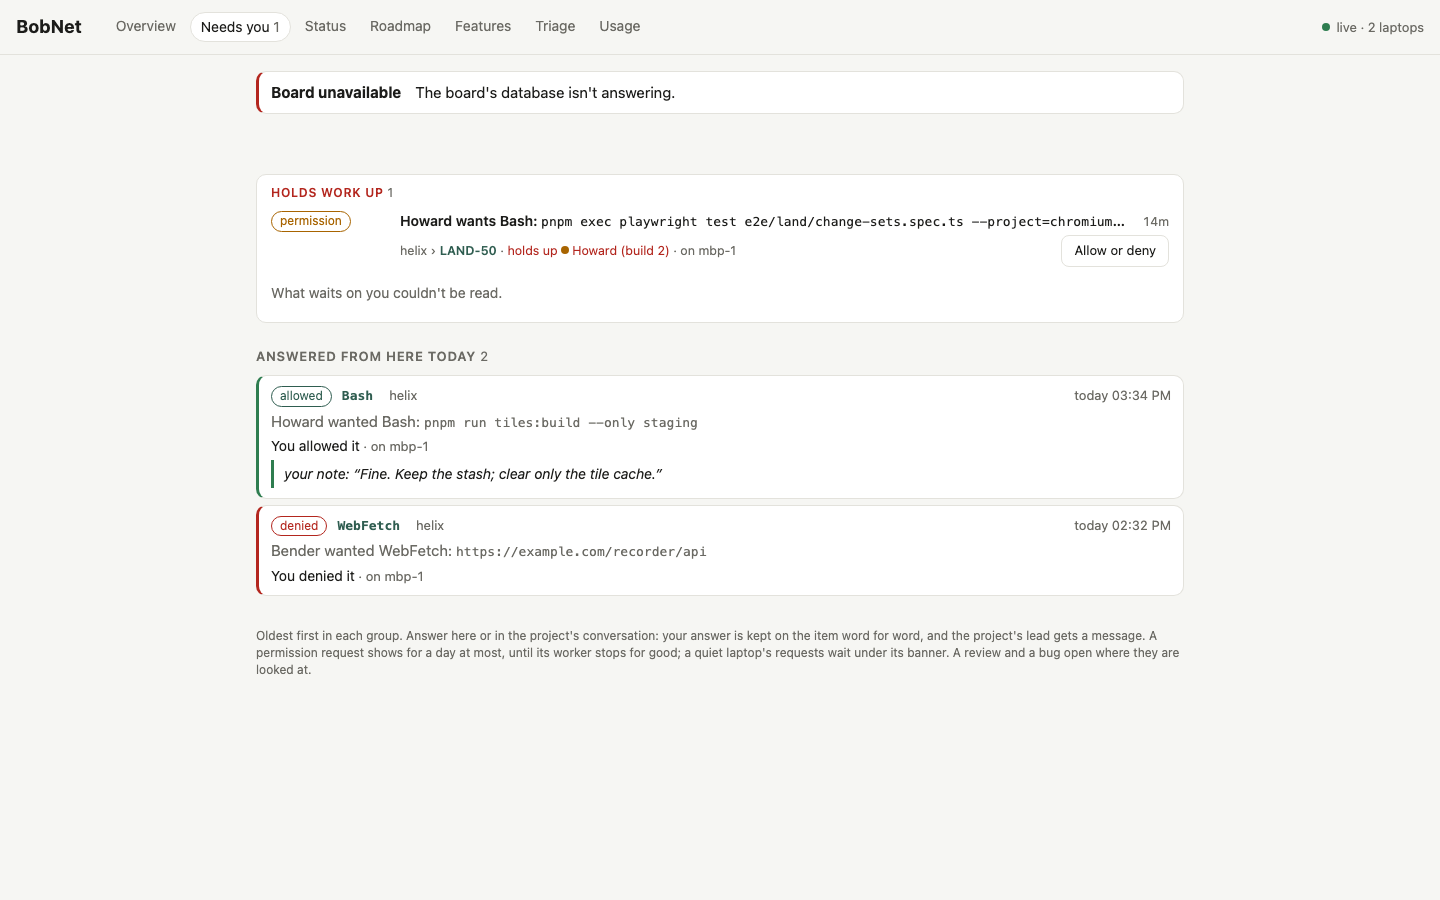 BobNet Overview Needs you 1 Status Roadmap Features Triage Usage live · 2 laptops
Board unavailable The board's database isn't answering.
HOLDS WORK UP 1
permission Howard wants Bash: pnpm exec playwright test e2e/land/change-sets.spec.ts --project=chromium… 14m
helix › LAND-50 · holds up Howard (build 2) · on mbp-1 Allow or deny
What waits on you couldn't be read.
ANSWERED FROM HERE TODAY 2
allowed Bash helix today 03:34 PM
Howard wanted Bash: pnpm run tiles:build --only staging
You allowed it · on mbp-1
your note: “Fine. Keep the stash; clear only the tile cache.”
denied WebFetch helix today 02:32 PM
Bender wanted WebFetch: https://example.com/recorder/api
You denied it · on mbp-1
Oldest first in each group. Answer here or in the project's conversation: your answer is kept on the item word for word, and the project's lead gets a message. A
permission request shows for a day at most, until its worker stops for good; a quiet laptop's requests wait under its banner. A review and a bug open where they are
looked at.